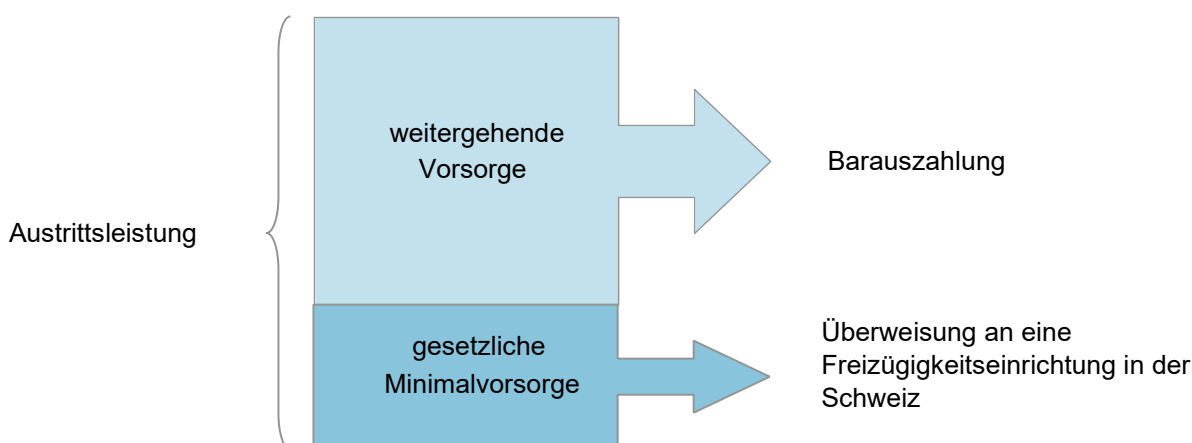 weitergehende
Vorsorge
Barauszahlung
Austrittsleistung
gesetzliche
Minimalvorsorge
Überweisung an eine
Freizügigkeitseinrichtung in der
Schweiz